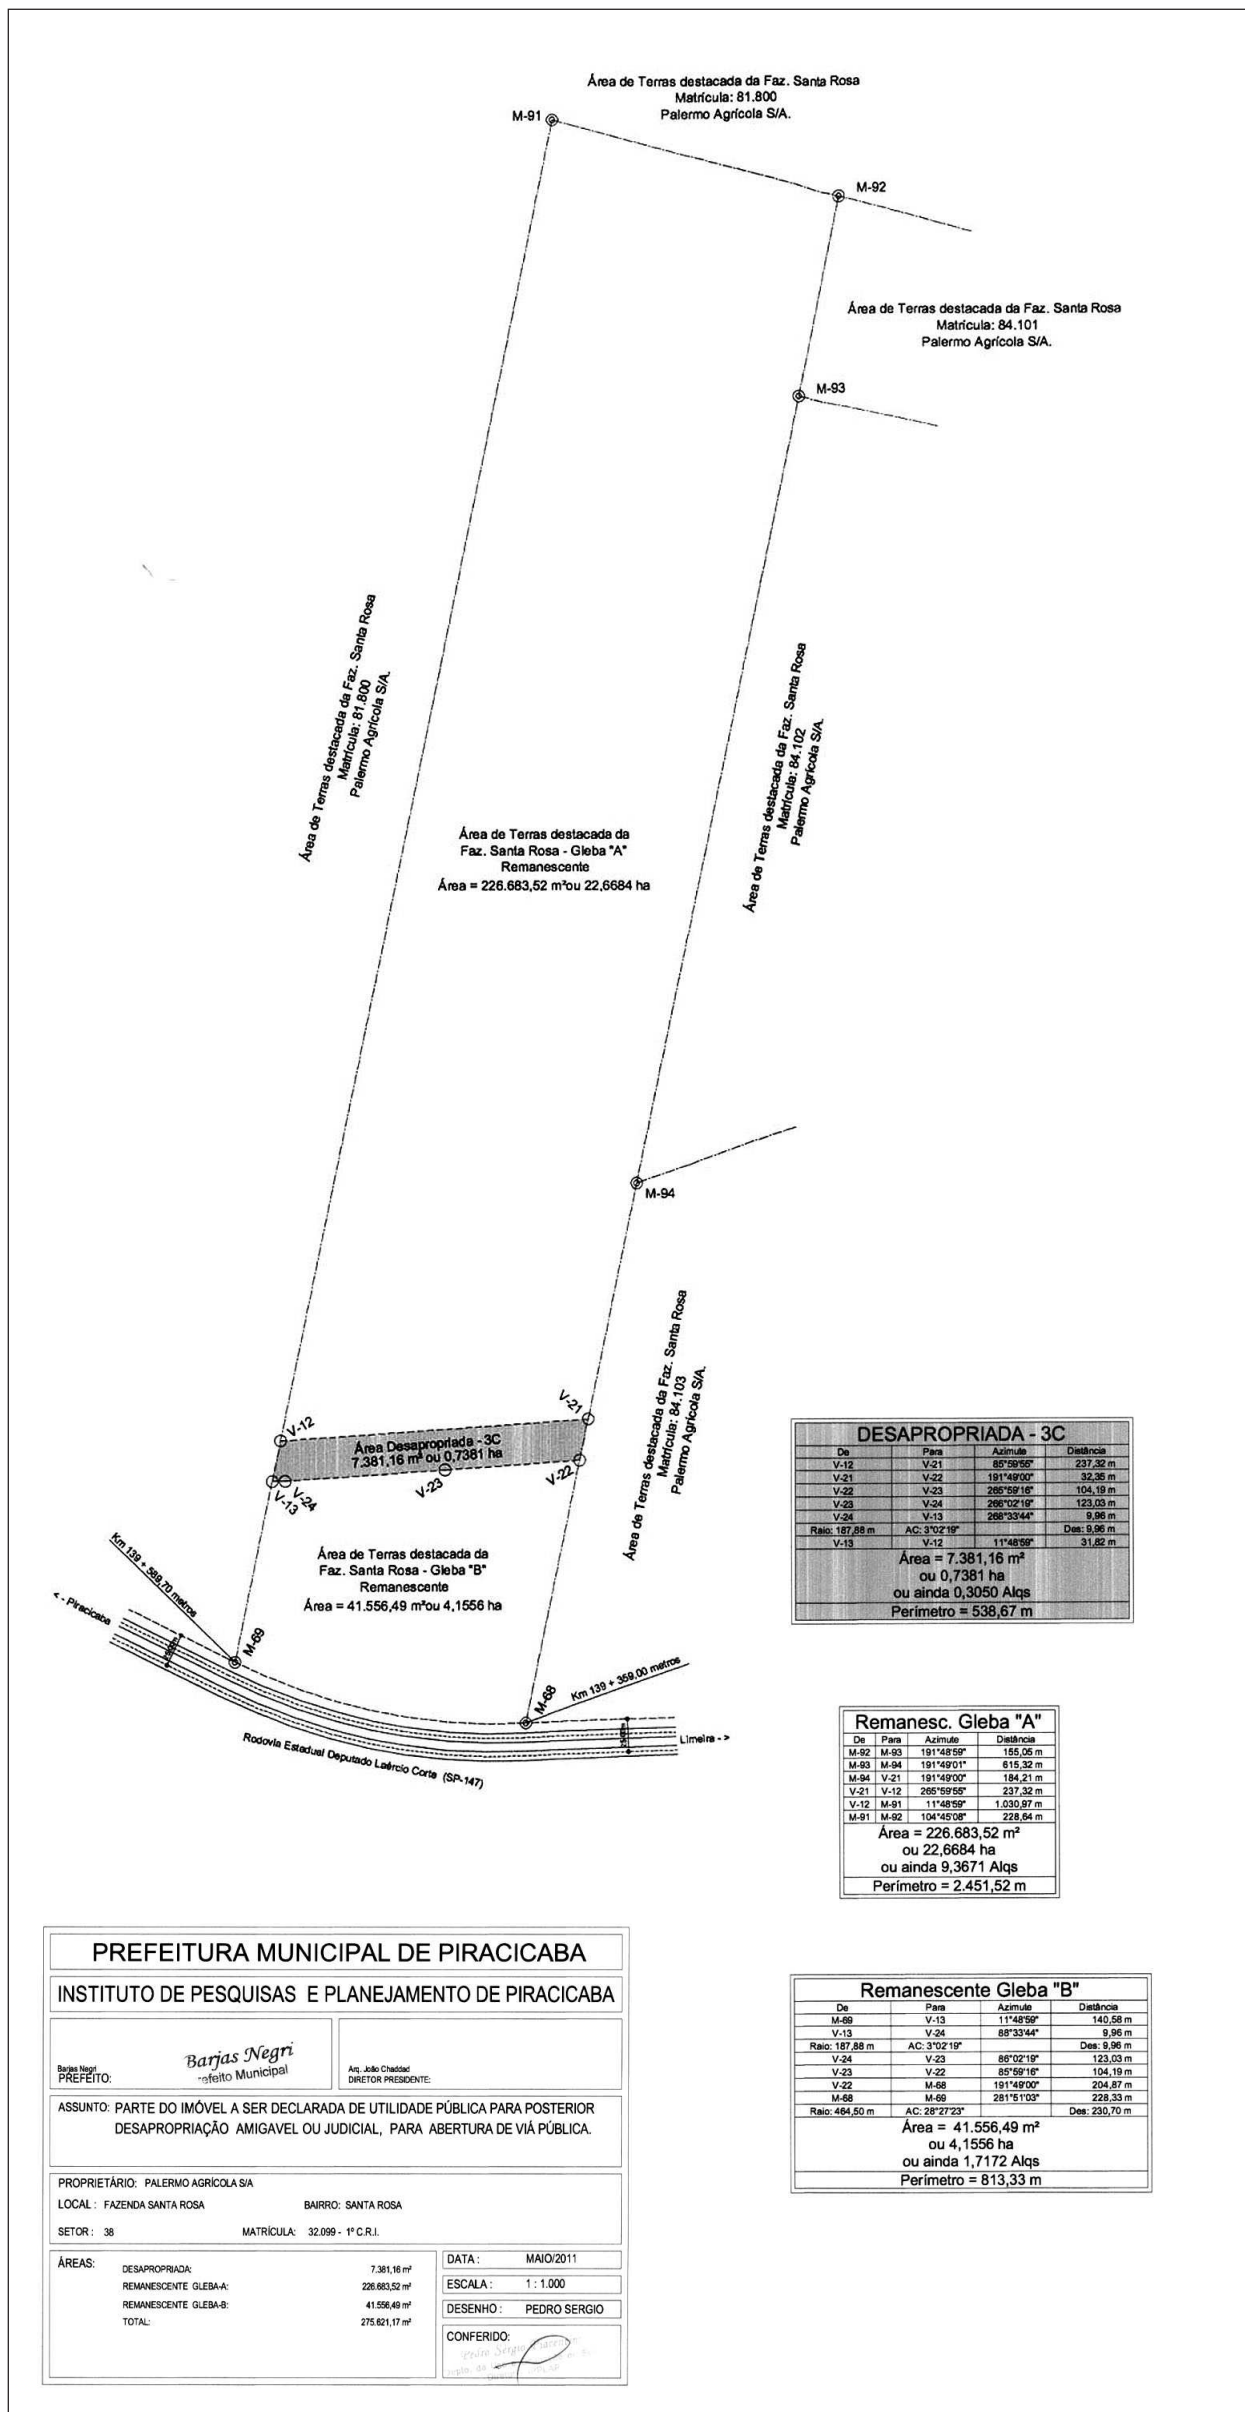 Área de Terras destacada da Faz. Santa Rosa
Matrícula: 81.800
Palermo Agrícola S/A.
M-91
M-92
Área de Terras destacada da Faz. Santa Rosa
Matrícula: 84.101
Palermo Agrícola S/A.
M-93
Área de Terras destacada da Faz. Santa Rosa
Matrícula: 81.800
Palermo Agrícola S/A.
Área de Terras destacada da Faz. Santa Rosa
Matrícula: 84.102
Palermo Agrícola S/A.
Área de Terras destacada da
Faz. Santa Rosa - Gleba "A"
Remanescente
Área = 226.683,52 m²ou 22,6684 ha
M-94
Área de Terras destacada da Faz. Santa Rosa
Matrícula: 84.103
Palermo Agrícola S/A.
V-12
V-21
Área Desapropriada - 3C
7.381,16 m² ou 0,7381 ha
V-22
V-23
V-24
V-13
Área de Terras destacada da
Faz. Santa Rosa - Gleba "B"
Remanescente
Área = 41.556,49 m²ou 4,1556 ha
Km 139 + 589,70 metros
< - Piracicaba
M-69
M-68
Km 139 + 359,00 metros
Limeira - >
Rodovia Estadual Deputado Laércio Corte (SP-147)
DESAPROPRIADA - 3C
De Para Azimute Distância
V-12 V-21 85°59'55" 237,32 m
V-21 V-22 191°49'00" 32,35 m
V-22 V-23 265°59'16" 104,19 m
V-23 V-24 266°02'19" 123,03 m
V-24 V-13 268°33'44" 9,96 m
Raio: 187,88 m AC: 3°02'19" Des: 9,96 m
V-13 V-12 11°48'59" 31,82 m
Área = 7.381,16 m²
ou 0,7381 ha
ou ainda 0,3050 Alqs
Perímetro = 538,67 m
Remanesc. Gleba "A"
De Para Azimute Distância
M-92 M-93 191°48'59" 155,05 m
M-93 M-94 191°49'01" 615,32 m
M-94 V-21 191°49'00" 184,21 m
V-21 V-12 265°59'55" 237,32 m
V-12 M-91 11°48'59" 1.030,97 m
M-91 M-92 104°45'08" 228,64 m
Área = 226.683,52 m²
ou 22,6684 ha
ou ainda 9,3671 Alqs
Perímetro = 2.451,52 m
Remanescente Gleba "B"
De Para Azimute Distância
M-69 V-13 11°48'59" 140,58 m
V-13 V-24 88°33'44" 9,96 m
Raio: 187,88 m AC: 3°02'19" Des: 9,96 m
V-24 V-23 86°02'19" 123,03 m
V-23 V-22 85°59'16" 104,19 m
V-22 M-68 191°49'00" 204,87 m
M-68 M-69 281°51'03" 228,33 m
Raio: 464,50 m AC: 28°27'23" Des: 230,70 m
Área = 41.556,49 m²
ou 4,1556 ha
ou ainda 1,7172 Alqs
Perímetro = 813,33 m
PREFEITURA MUNICIPAL DE PIRACICABA
INSTITUTO DE PESQUISAS E PLANEJAMENTO DE PIRACICABA
Barjas Negri
Prefeito Municipal
Barjas Negri
PREFEITO:
Arq. João Chaddad
DIRETOR PRESIDENTE:
ASSUNTO: PARTE DO IMÓVEL A SER DECLARADA DE UTILIDADE PÚBLICA PARA POSTERIOR
DESAPROPRIAÇÃO AMIGAVEL OU JUDICIAL, PARA ABERTURA DE VIÁ PÚBLICA.
PROPRIETÁRIO: PALERMO AGRÍCOLA S/A
LOCAL : FAZENDA SANTA ROSA BAIRRO: SANTA ROSA
SETOR : 38 MATRÍCULA: 32.099 - 1º C.R.I.
ÁREAS:
DESAPROPRIADA: 7.381,16 m²
REMANESCENTE GLEBA-A: 226.683,52 m²
REMANESCENTE GLEBA-B: 41.556,49 m²
TOTAL: 275.621,17 m²
DATA : MAIO/2011
ESCALA : 1 : 1.000
DESENHO : PEDRO SERGIO
CONFERIDO:
Pedro Sérgio